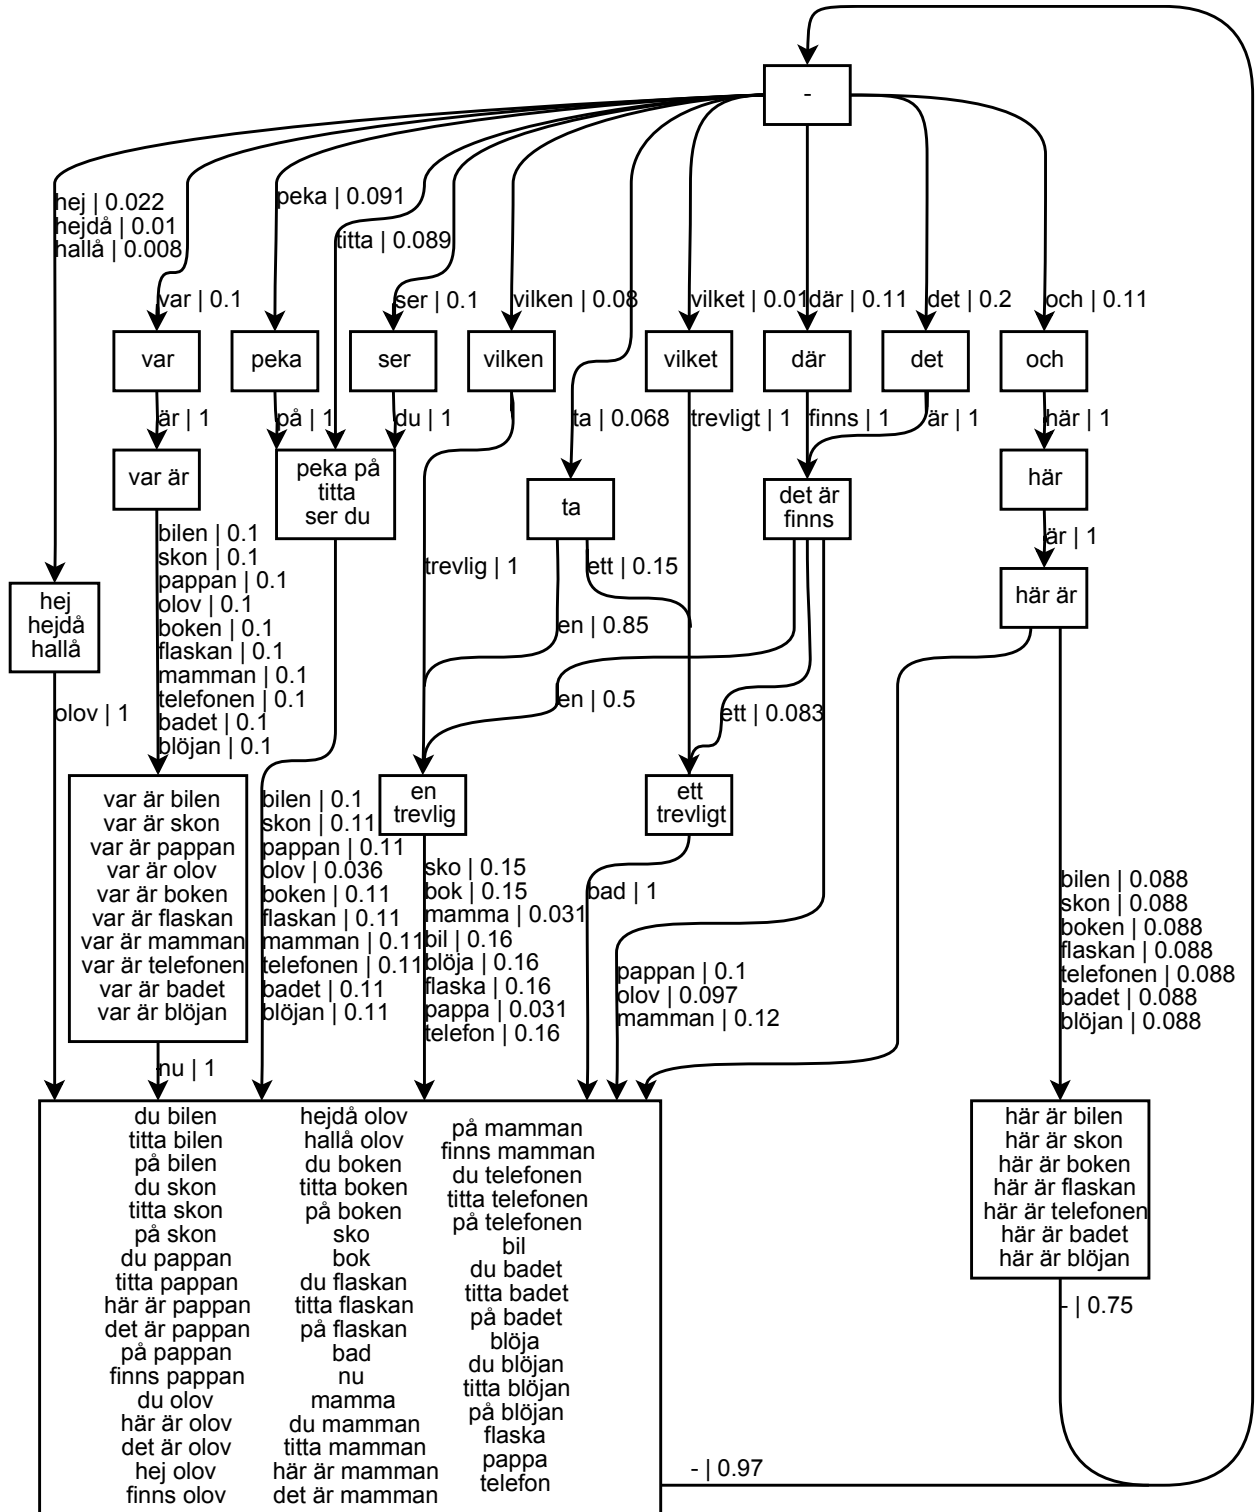 -
hej | 0.022
hejdå | 0.01
hallå | 0.008
peka | 0.091
titta | 0.089
var | 0.1
ser | 0.1
vilken | 0.08
vilket | 0.01
där | 0.11
det | 0.2
och | 0.11
var
peka
ser
vilken
vilket
där
det
och
är | 1
på | 1
du | 1
ta | 0.068
trevligt | 1
finns | 1
är | 1
här | 1
var är
peka på
titta
ser du
ta
det är
finns
här
bilen | 0.1
skon | 0.1
pappan | 0.1
olov | 0.1
boken | 0.1
flaskan | 0.1
mamman | 0.1
telefonen | 0.1
badet | 0.1
blöjan | 0.1
trevlig | 1
ett | 0.15
är | 1
hej
hejdå
hallå
en | 0.85
här är
olov | 1
en | 0.5
ett | 0.083
var är bilen
var är skon
var är pappan
var är olov
var är boken
var är flaskan
var är mamman
var är telefonen
var är badet
var är blöjan
bilen | 0.1
skon | 0.11
pappan | 0.11
olov | 0.036
boken | 0.11
flaskan | 0.11
mamman | 0.11
telefonen | 0.11
badet | 0.11
blöjan | 0.11
en
trevlig
ett
trevligt
sko | 0.15
bok | 0.15
mamma | 0.031
bil | 0.16
blöja | 0.16
flaska | 0.16
pappa | 0.031
telefon | 0.16
bad | 1
pappan | 0.1
olov | 0.097
mamman | 0.12
bilen | 0.088
skon | 0.088
boken | 0.088
flaskan | 0.088
telefonen | 0.088
badet | 0.088
blöjan | 0.088
nu | 1
du bilen
titta bilen
på bilen
du skon
titta skon
på skon
du pappan
titta pappan
här är pappan
det är pappan
på pappan
finns pappan
du olov
här är olov
det är olov
hej olov
finns olov
hejdå olov
hallå olov
du boken
titta boken
på boken
sko
bok
du flaskan
titta flaskan
på flaskan
bad
nu
mamma
du mamman
titta mamman
här är mamman
det är mamman
på mamman
finns mamman
du telefonen
titta telefonen
på telefonen
bil
du badet
titta badet
på badet
blöja
du blöjan
titta blöjan
på blöjan
flaska
pappa
telefon
här är bilen
här är skon
här är boken
här är flaskan
här är telefonen
här är badet
här är blöjan
- | 0.75
- | 0.97